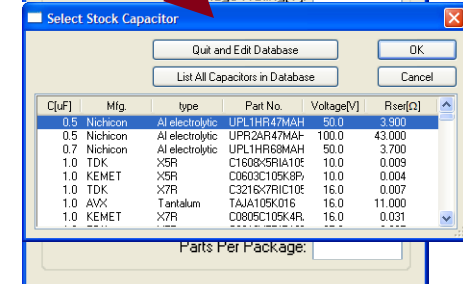 Select Stock Capacitor
Quit and Edit Database OK
List All Capacitors in Database Cancel
C[uF] Mfg. type Part No. Voltage[V] Rser[Ω]
0.5 Nichicon Al electrolytic UPL1HR47MAH 50.0 3.900
0.5 Nichicon Al electrolytic UPR2AR47MAH 100.0 43.000
0.7 Nichicon Al electrolytic UPL1HR68MAH 50.0 3.700
1.0 TDK X5R C1608X5RIA105 10.0 0.009
1.0 KEMET X5R C0603C105K8P 10.0 0.004
1.0 TDK X7R C3216X7RIC105 16.0 0.007
1.0 AVX Tantalum TAJA105K016 16.0 11.000
1.0 KEMET X7R C0805C105K4R 16.0 0.031
Parts Per Package: